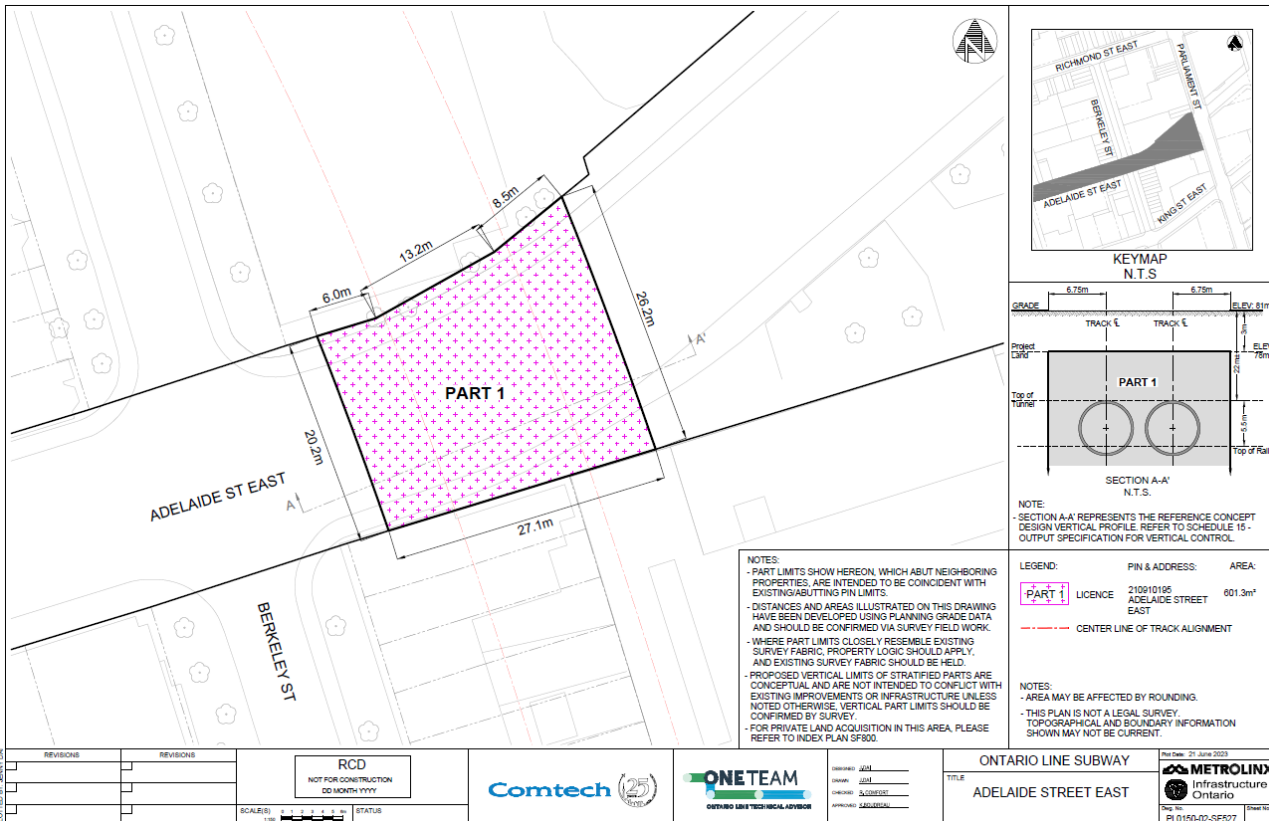 8.5m
13.2m
6.0m
26.2m
A'
PART 1
20.2m
ADELAIDE ST EAST
A
27.1m
BERKELEY ST
N
RICHMOND ST EAST
PARLIAMENT ST
BERKELEY ST
ADELAIDE ST EAST
KING ST EAST
KEYMAP
N.T.S
6.75m
6.75m
GRADE
ELEV: 81m
TRACK ℄
TRACK ℄
3m
Project
Land
ELEV
78m
22m
PART 1
Top of
Tunnel
5.5m
Top of Rail
SECTION A-A'
N.T.S.
NOTE:
- SECTION A-A' REPRESENTS THE REFERENCE CONCEPT
DESIGN VERTICAL PROFILE. REFER TO SCHEDULE 15 -
OUTPUT SPECIFICATION FOR VERTICAL CONTROL.
NOTES:
- PART LIMITS SHOW HEREON, WHICH ABUT NEIGHBORING
PROPERTIES, ARE INTENDED TO BE COINCIDENT WITH
EXISTING/ABUTTING PIN LIMITS.
- DISTANCES AND AREAS ILLUSTRATED ON THIS DRAWING
HAVE BEEN DEVELOPED USING PLANNING GRADE DATA
AND SHOULD BE CONFIRMED VIA SURVEY FIELD WORK.
- WHERE PART LIMITS CLOSELY RESEMBLE EXISTING
SURVEY FABRIC, PROPERTY LOGIC SHOULD APPLY,
AND EXISTING SURVEY FABRIC SHOULD BE HELD.
- PROPOSED VERTICAL LIMITS OF STRATIFIED PARTS ARE
CONCEPTUAL AND ARE NOT INTENDED TO CONFLICT WITH
EXISTING IMPROVEMENTS OR INFRASTRUCTURE UNLESS
NOTED OTHERWISE, VERTICAL PART LIMITS SHOULD BE
CONFIRMED BY SURVEY.
- FOR PRIVATE LAND ACQUISITION IN THIS AREA, PLEASE
REFER TO INDEX PLAN SF800.
LEGEND: PIN & ADDRESS: AREA:
PART 1 LICENCE 210910195 ADELAIDE STREET EAST 601.3m²
CENTER LINE OF TRACK ALIGNMENT
NOTES:
- AREA MAY BE AFFECTED BY ROUNDING.
- THIS PLAN IS NOT A LEGAL SURVEY.
TOPOGRAPHICAL AND BOUNDARY INFORMATION
SHOWN MAY NOT BE CURRENT.
REVISIONS
REVISIONS
RCD
NOT FOR CONSTRUCTION
DD MONTH YYYY
SCALE(S)
STATUS
Comtech 25
ONETEAM
ONTARIO LINE TECHNICAL ADVISOR
DESIGNED J.DAI
DRAWN J.DAI
CHECKED R. COMFORT
APPROVED K.BOUDREAU
ONTARIO LINE SUBWAY
TITLE
ADELAIDE STREET EAST
Plot Date: 21 June 2023
METROLINX
Infrastructure
Ontario
Dwg. No.
Sheet No
PL0150-02-SF527